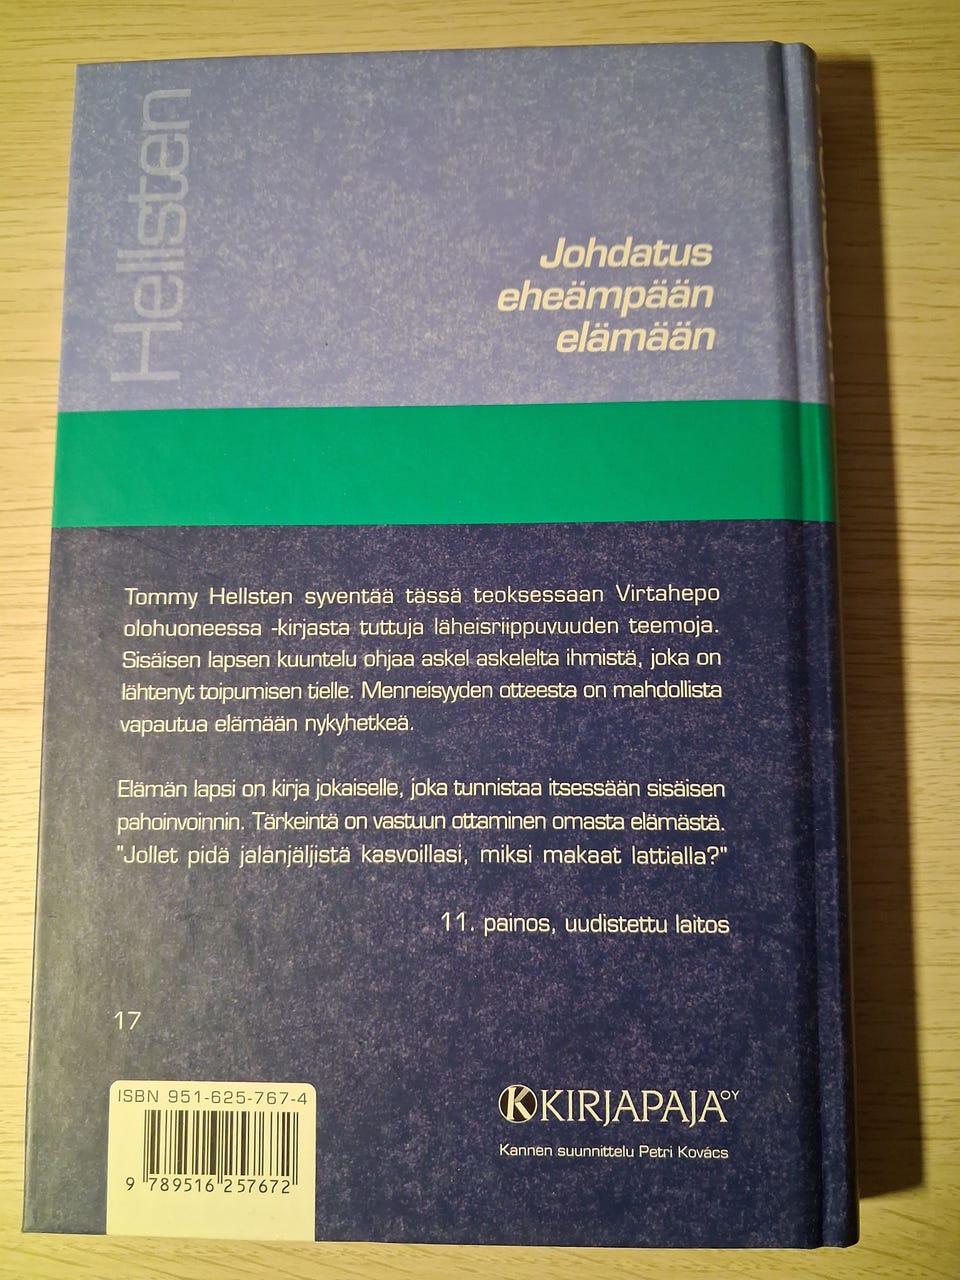 Hellsten
Johdatus
eheämpään
elämään
Tommy Hellsten syventää tässä teoksessaan Virtahepo
olohuoneessa -kirjasta tuttuja läheisriippuvuuden teemoja.
Sisäisen lapsen kuuntelu ohjaa askel askelelta ihmistä, joka on
lähtenyt toipumisen tielle. Menneisyyden otteesta on mahdollista
vapautua elämään nykyhetkeä.
Elämän lapsi on kirja jokaiselle, joka tunnistaa itsessään sisäisen
pahoinvoinnin. Tärkeintä on vastuun ottaminen omasta elämästä.
"Jollet pidä jalanjäljistä kasvoillasi, miksi makaat lattialla?"
11. painos, uudistettu laitos
17
ISBN 951-625-767-4
9 789516 257672
K KIRJAPAJA OY
Kannen suunnittelu Petri Kovács